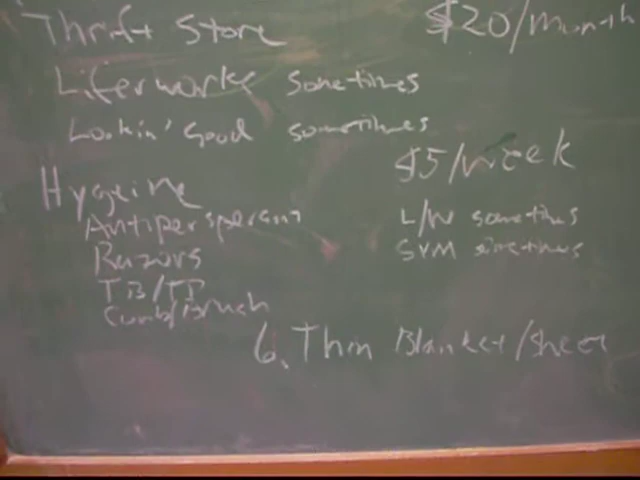 Thrift Store $20/month
Lifeworks sometimes
Lookin' Good sometimes
$5/week
Hygeine
Antiperspirant L/W sometimes
Razors SVM sometimes
TB/TP
Comb/Brush
6. Thin Blanket/sheet